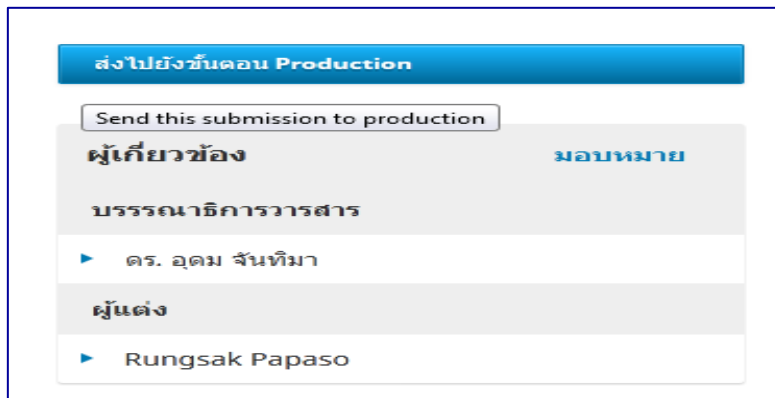 ส่งไปยังขั้นตอน Production
Send this submission to production
ผู้เกี่ยวข้อง มอบหมาย
บรรรณาธิการวารสาร
ดร. อุดม จันทิมา
ผู้แต่ง
Rungsak Papaso